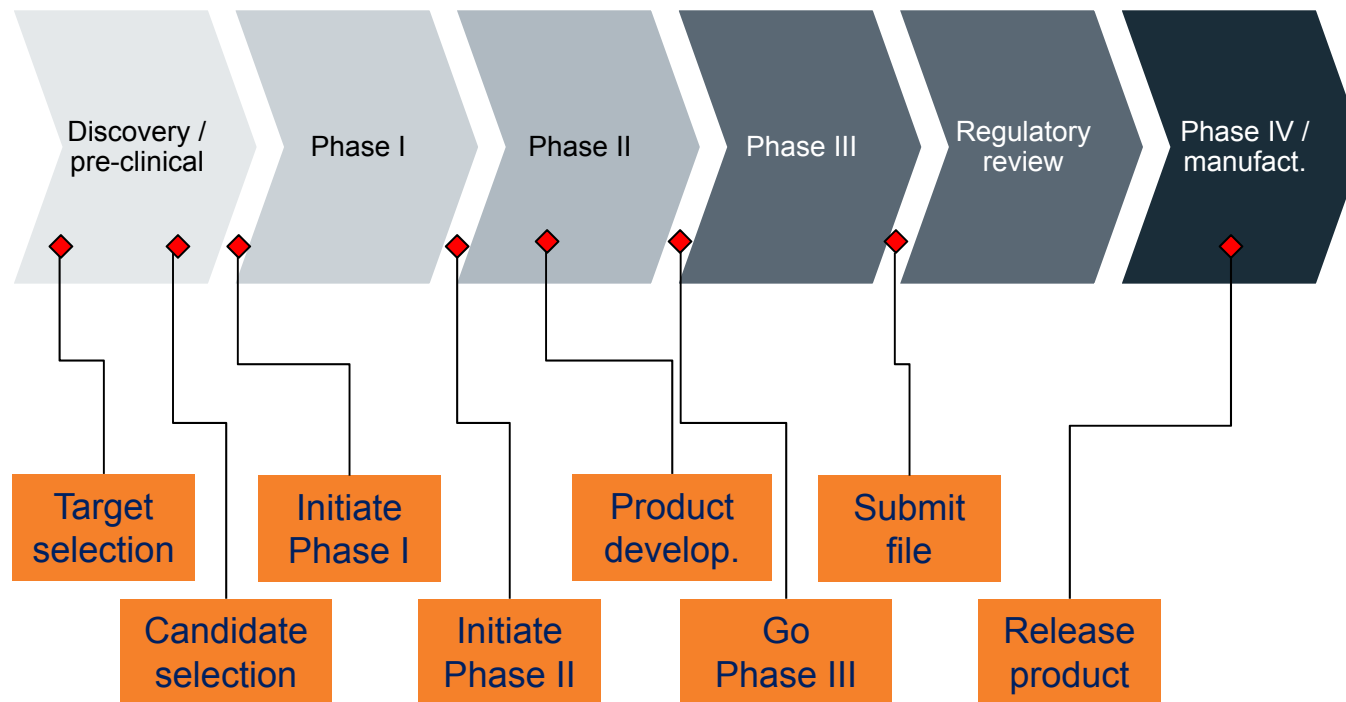 Discovery /
pre-clinical
Phase I
Phase II
Phase III
Regulatory
review
Phase IV /
manufact.
Target
selection
Initiate
Phase I
Product
develop.
Submit
file
Candidate
selection
Initiate
Phase II
Go
Phase III
Release
product